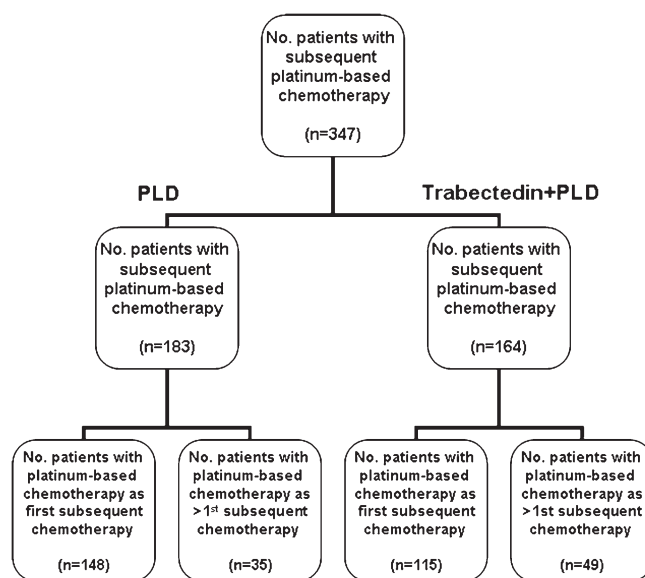 No. patients with
subsequent
platinum-based
chemotherapy
(n=347)
PLD
Trabectedin+PLD
No. patients with
subsequent
platinum-based
chemotherapy
(n=183)
No. patients with
subsequent
platinum-based
chemotherapy
(n=164)
No. patients with
platinum-based
chemotherapy as
first subsequent
chemotherapy
(n=148)
No. patients with
platinum-based
chemotherapy as
>1st subsequent
chemotherapy
(n=35)
No. patients with
platinum-based
chemotherapy as
first subsequent
chemotherapy
(n=115)
No. patients with
platinum-based
chemotherapy as
>1st subsequent
chemotherapy
(n=49)